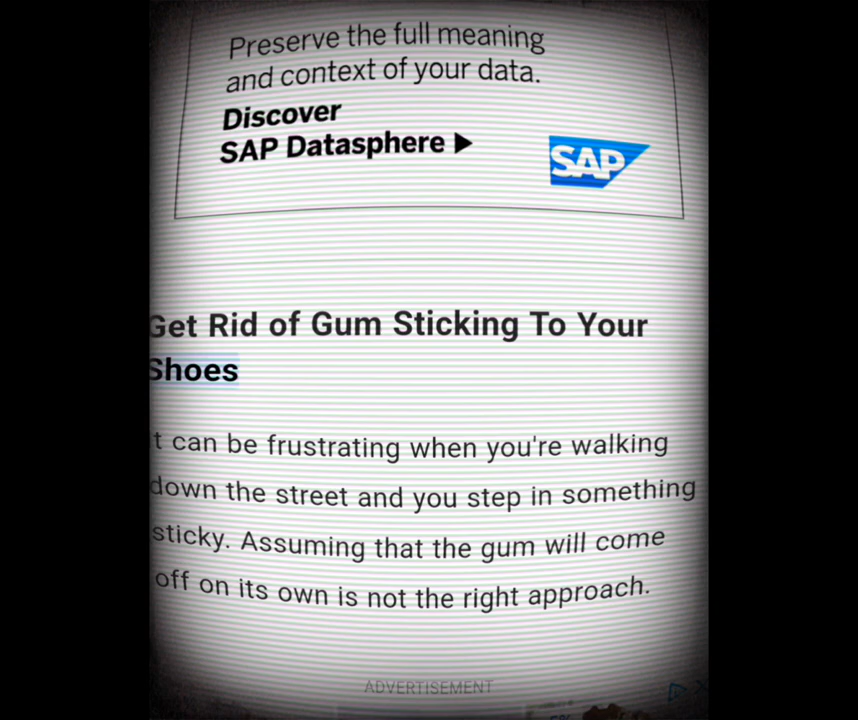 Preserve the full meaning
and context of your data.
Discover
SAP Datasphere ▶
SAP
Get Rid of Gum Sticking To Your
Shoes
t can be frustrating when you're walking
down the street and you step in something
sticky. Assuming that the gum will come
off on its own is not the right approach.
ADVERTISEMENT